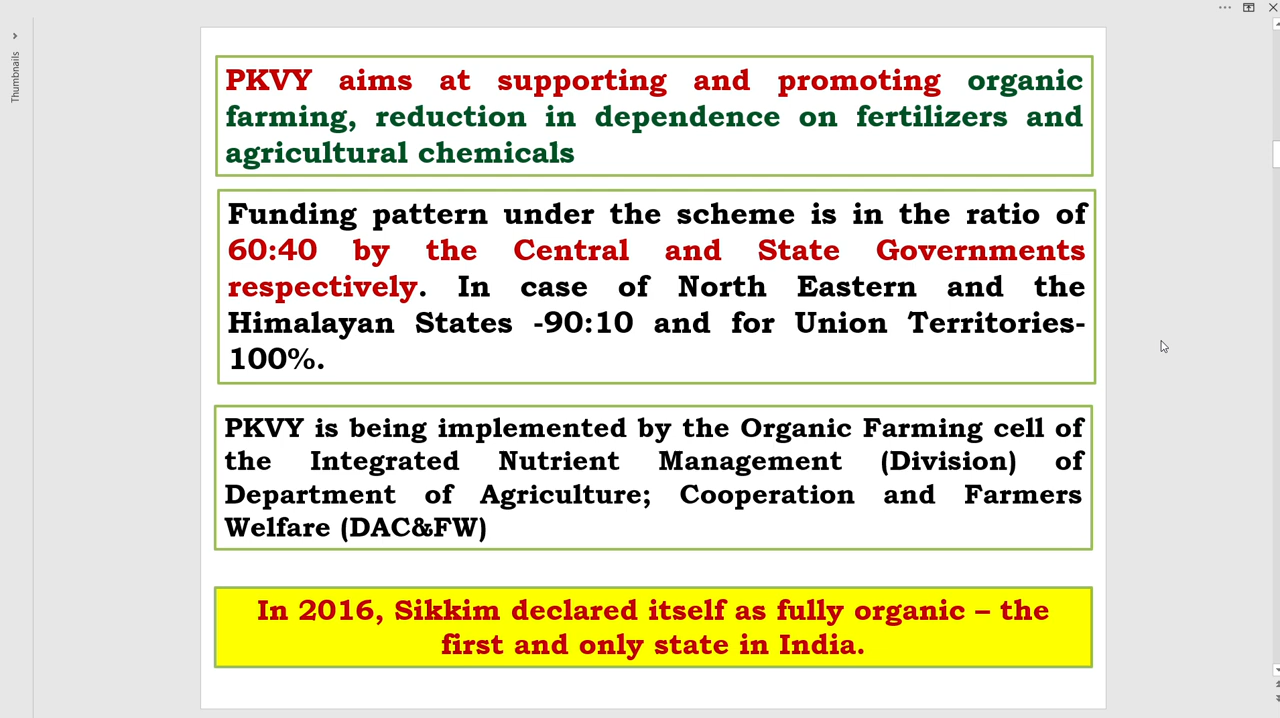 Thumbnails
PKVY aims at supporting and promoting organic
farming, reduction in dependence on fertilizers and
agricultural chemicals
Funding pattern under the scheme is in the ratio of
60:40 by the Central and State Governments
respectively. In case of North Eastern and the
Himalayan States -90:10 and for Union Territories-
100%.
PKVY is being implemented by the Organic Farming cell of
the Integrated Nutrient Management (Division) of
Department of Agriculture; Cooperation and Farmers
Welfare (DAC&FW)
In 2016, Sikkim declared itself as fully organic – the
first and only state in India.